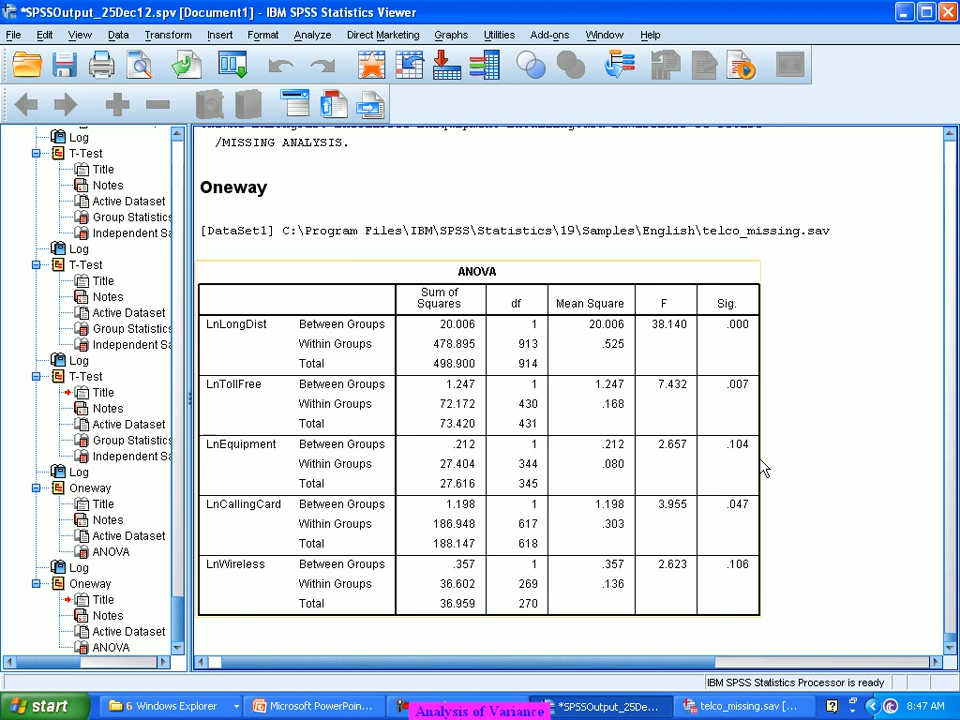 *SPSSOutput_25Dec12.spv [Document1] - IBM SPSS Statistics Viewer
File Edit View Data Transform Insert Format Analyze Direct Marketing Graphs Utilities Add-ons Window Help
Log
T-Test
Title
Notes
Active Dataset
Group Statistics
Independent Sa
Log
T-Test
Title
Notes
Active Dataset
Group Statistics
Independent Sa
Log
T-Test
Title
Notes
Active Dataset
Group Statistics
Independent Sa
Log
Oneway
Title
Notes
Active Dataset
ANOVA
Log
Oneway
Title
Notes
Active Dataset
ANOVA
/MISSING ANALYSIS.
Oneway
[DataSet1] C:\Program Files\IBM\SPSS\Statistics\19\Samples\English\telco_missing.sav
ANOVA
Sum of Squares df Mean Square F Sig.
LnLongDist Between Groups 20.006 1 20.006 38.140 .000
Within Groups 478.895 913 .525
Total 498.900 914
LnTollFree Between Groups 1.247 1 1.247 7.432 .007
Within Groups 72.172 430 .168
Total 73.420 431
LnEquipment Between Groups .212 1 .212 2.657 .104
Within Groups 27.404 344 .080
Total 27.616 345
LnCallingCard Between Groups 1.198 1 1.198 3.955 .047
Within Groups 186.948 617 .303
Total 188.147 618
LnWireless Between Groups .357 1 .357 2.623 .106
Within Groups 36.602 269 .136
Total 36.959 270
IBM SPSS Statistics Processor is ready
start 6 Windows Explorer Microsoft PowerPoin... *SPSSOutput_25De... telco_missing.sav [... 8:47 AM
Analysis of Variance